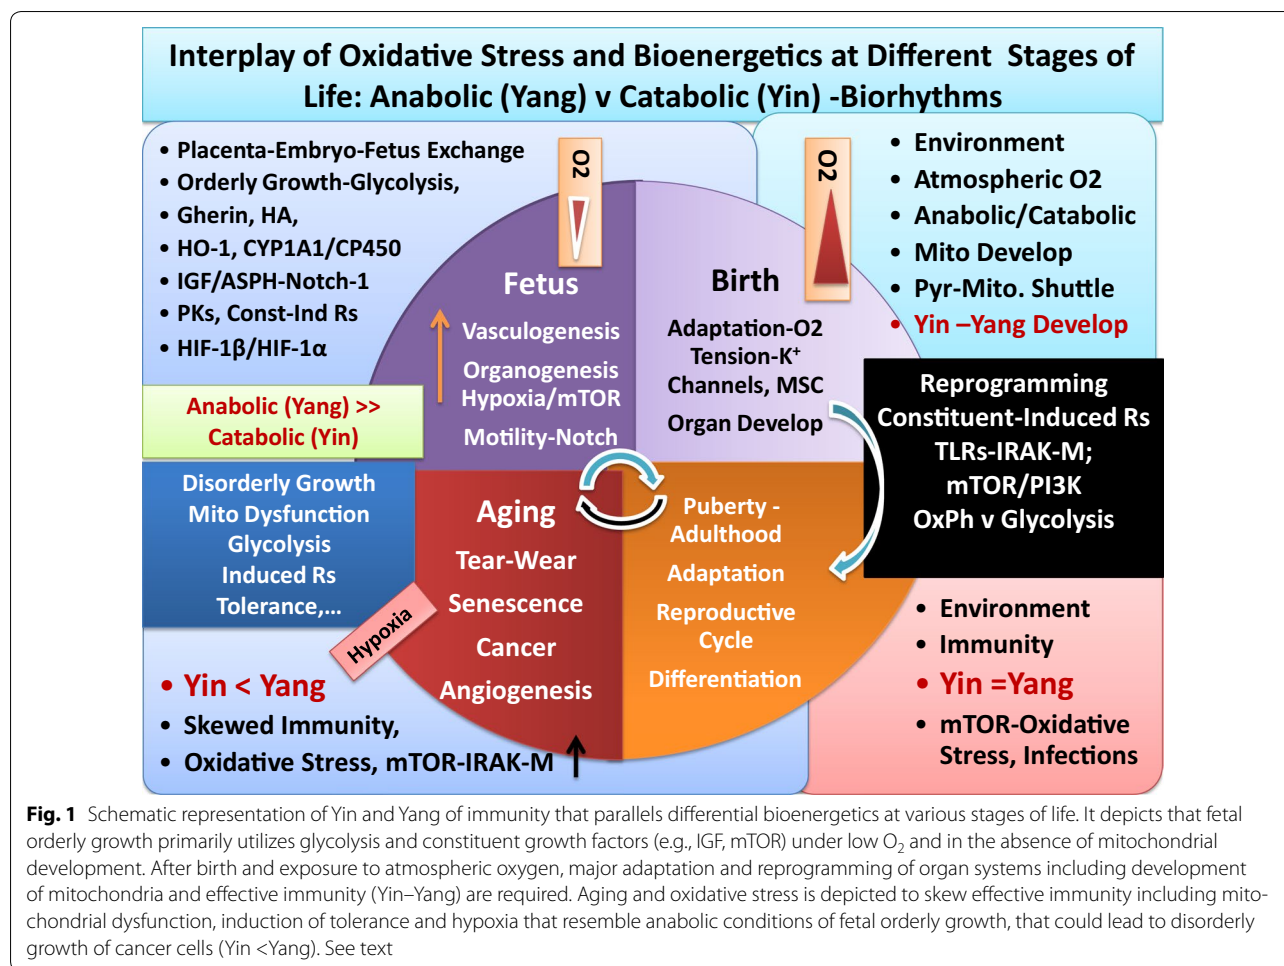 Interplay of Oxidative Stress and Bioenergetics at Different Stages of
Life: Anabolic (Yang) v Catabolic (Yin) -Biorhythms
• Placenta-Embryo-Fetus Exchange
• Orderly Growth-Glycolysis,
• Gherin, HA,
• HO-1, CYP1A1/CP450
• IGF/ASPH-Notch-1
• PKs, Const-Ind Rs
• HIF-1β/HIF-1α
O2
Fetus
Vasculogenesis
Organogenesis
Hypoxia/mTOR
Motility-Notch
O2
Birth
Adaptation-O2
Tension-K⁺
Channels, MSC
Organ Develop
• Environment
• Atmospheric O2
• Anabolic/Catabolic
• Mito Develop
• Pyr-Mito. Shuttle
• Yin –Yang Develop
Anabolic (Yang) >>
Catabolic (Yin)
Reprogramming
Constituent-Induced Rs
TLRs-IRAK-M;
mTOR/PI3K
OxPh v Glycolysis
Disorderly Growth
Mito Dysfunction
Glycolysis
Induced Rs
Tolerance,...
Hypoxia
Aging
Tear-Wear
Senescence
Cancer
Angiogenesis
Puberty -
Adulthood
Adaptation
Reproductive
Cycle
Differentiation
• Yin < Yang
• Skewed Immunity,
• Oxidative Stress, mTOR-IRAK-M
• Environment
• Immunity
• Yin =Yang
• mTOR-Oxidative
Stress, Infections
Fig. 1 Schematic representation of Yin and Yang of immunity that parallels differential bioenergetics at various stages of life. It depicts that fetal
orderly growth primarily utilizes glycolysis and constituent growth factors (e.g., IGF, mTOR) under low O₂ and in the absence of mitochondrial
development. After birth and exposure to atmospheric oxygen, major adaptation and reprogramming of organ systems including development
of mitochondria and effective immunity (Yin–Yang) are required. Aging and oxidative stress is depicted to skew effective immunity including mito-
chondrial dysfunction, induction of tolerance and hypoxia that resemble anabolic conditions of fetal orderly growth, that could lead to disorderly
growth of cancer cells (Yin <Yang). See text